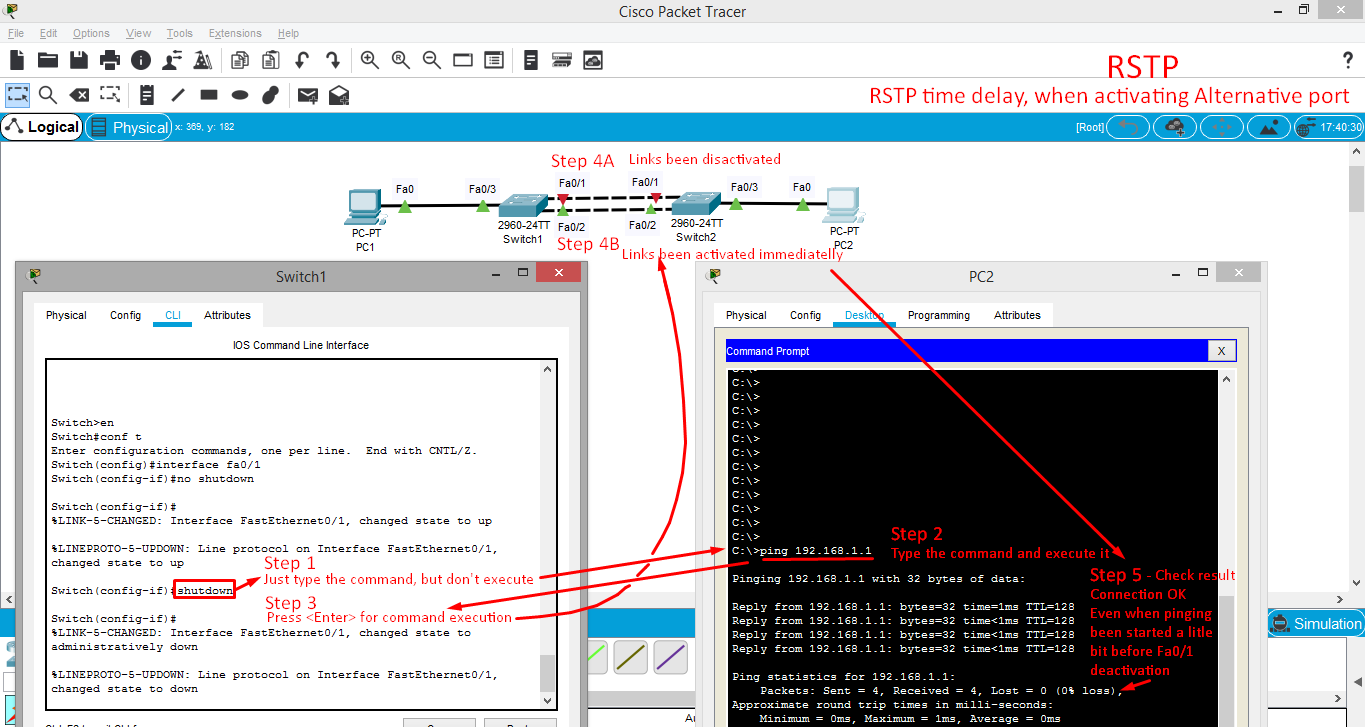 Cisco Packet Tracer
File Edit Options View Tools Extensions Help
RSTP
?
RSTP time delay, when activating Alternative port
Logical
Physical
x: 369, y: 182
[Root]
17:40:30
Step 4A
Links been disactivated
Fa0
Fa0/3
Fa0/1
Fa0/1
Fa0/3
Fa0
PC-PT
PC1
2960-24TT
Switch1
Fa0/2
Fa0/2
2960-24TT
Switch2
PC-PT
PC2
Step 4B
Links been activated immediatelly
Switch1
Physical Config CLI Attributes
IOS Command Line Interface
Switch>en
Switch#conf t
Enter configuration commands, one per line. End with CNTL/Z.
Switch(config)#interface fa0/1
Switch(config-if)#no shutdown
Switch(config-if)#
%LINK-5-CHANGED: Interface FastEthernet0/1, changed state to up
%LINEPROTO-5-UPDOWN: Line protocol on Interface FastEthernet0/1,
changed state to up
Step 1
Just type the command, but don't execute
Switch(config-if)#shutdown
Step 3
Press <Enter> for command execution
Switch(config-if)#
%LINK-5-CHANGED: Interface FastEthernet0/1, changed state to
administratively down
%LINEPROTO-5-UPDOWN: Line protocol on Interface FastEthernet0/1,
changed state to down
PC2
Physical Config Desktop Programming Attributes
Command Prompt
X
C:\>
C:\>
C:\>
C:\>
C:\>
C:\>
C:\>
C:\>
C:\>
C:\>
C:\>
C:\>
C:\>ping 192.168.1.1
Step 2
Type the command and execute it
Pinging 192.168.1.1 with 32 bytes of data:
Reply from 192.168.1.1: bytes=32 time=1ms TTL=128
Reply from 192.168.1.1: bytes=32 time<1ms TTL=128
Reply from 192.168.1.1: bytes=32 time<1ms TTL=128
Reply from 192.168.1.1: bytes=32 time<1ms TTL=128
Ping statistics for 192.168.1.1:
Packets: Sent = 4, Received = 4, Lost = 0 (0% loss),
Approximate round trip times in milli-seconds:
Minimum = 0ms, Maximum = 1ms, Average = 0ms
Step 5 - Check result
Connection OK
Even when pinging
been started a litle
bit before Fa0/1
deactivation
Simulation